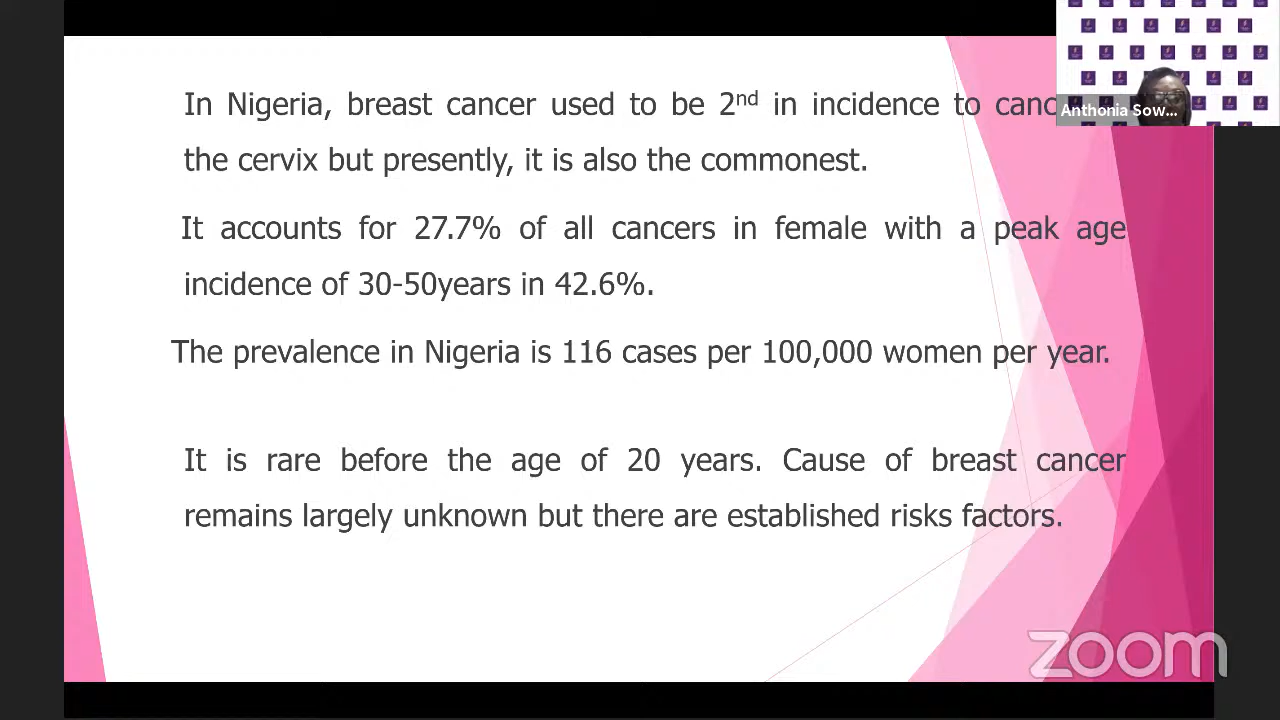 In Nigeria, breast cancer used to be 2nd in incidence to
the cervix but presently, it is also the commonest.
It accounts for 27.7% of all cancers in female with a peak age
incidence of 30-50years in 42.6%.
The prevalence in Nigeria is 116 cases per 100,000 women per year.
It is rare before the age of 20 years. Cause of breast cancer
remains largely unknown but there are established risks factors.
Anthonia Sow...
zoom